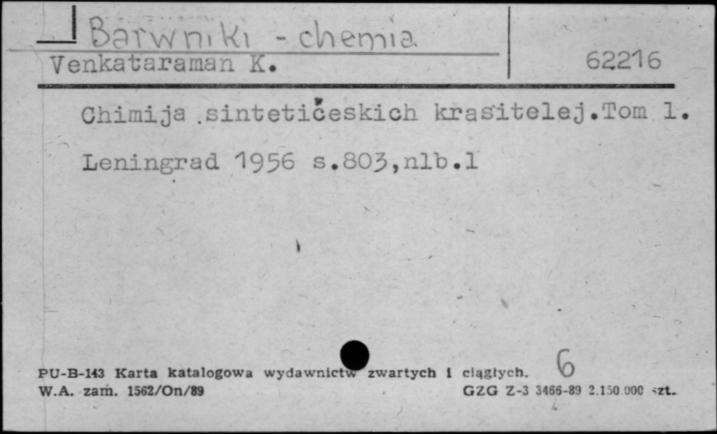 Barwniki - chemia
Venkataraman K.
62216
Chimija sintetičeskich krasitelej.Tom 1.
Leningrad 1956 s.803,nlb.1
6
PU-B-143 Karta katalogowa wydawnictw zwartych i ciągłych.
W.A. zam. 1562/On/89
GZG Z-3 3466-89 2.150.000 szt.